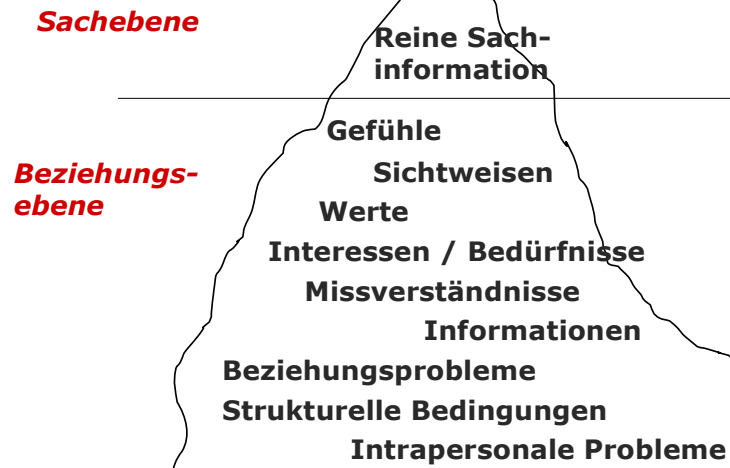 Sachebene
Reine Sach-
information
Gefühle
Beziehungs-
ebene
Sichtweisen
Werte
Interessen / Bedürfnisse
Missverständnisse
Informationen
Beziehungsprobleme
Strukturelle Bedingungen
Intrapersonale Probleme